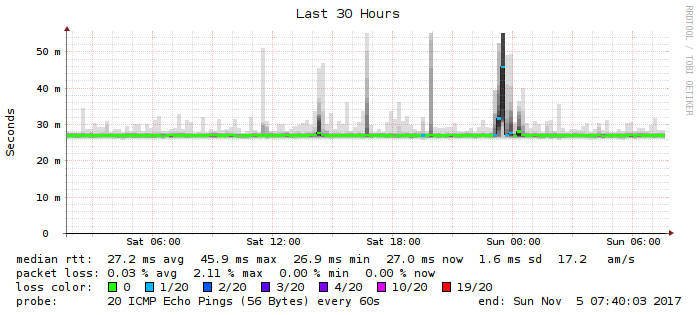 Last 30 Hours
RRDTOOL / TOBI OETIKER
Seconds
50 m
40 m
30 m
20 m
10 m
0
Sat 06:00 Sat 12:00 Sat 18:00 Sun 00:00 Sun 06:00
median rtt: 27.2 ms avg 45.9 ms max 26.9 ms min 27.0 ms now 1.6 ms sd 17.2 am/s
packet loss: 0.03 % avg 2.11 % max 0.00 % min 0.00 % now
loss color: 0 1/20 2/20 3/20 4/20 10/20 19/20
probe: 20 ICMP Echo Pings (56 Bytes) every 60s end: Sun Nov 5 07:40:03 2017